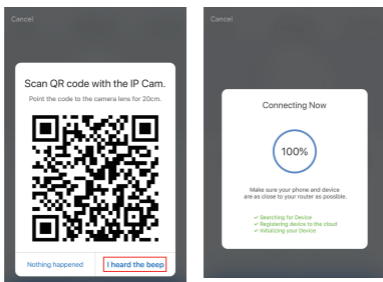 Cancel
Scan QR code with the IP Cam.
Point the code to the camera lens for 20cm.
Nothing happened
I heard the beep
Cancel
Connecting Now
100%
Make sure your phone and device
are as close to your router as possible.
Searching for Device
Registering device to the cloud
Initializing your Device